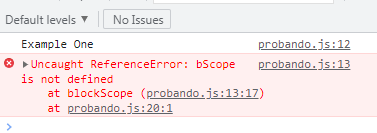 Default levels ▼ No Issues
Example One probando.js:12
▶Uncaught ReferenceError: bScope probando.js:13
is not defined
at blockScope (probando.js:13:17)
at probando.js:20:1
>